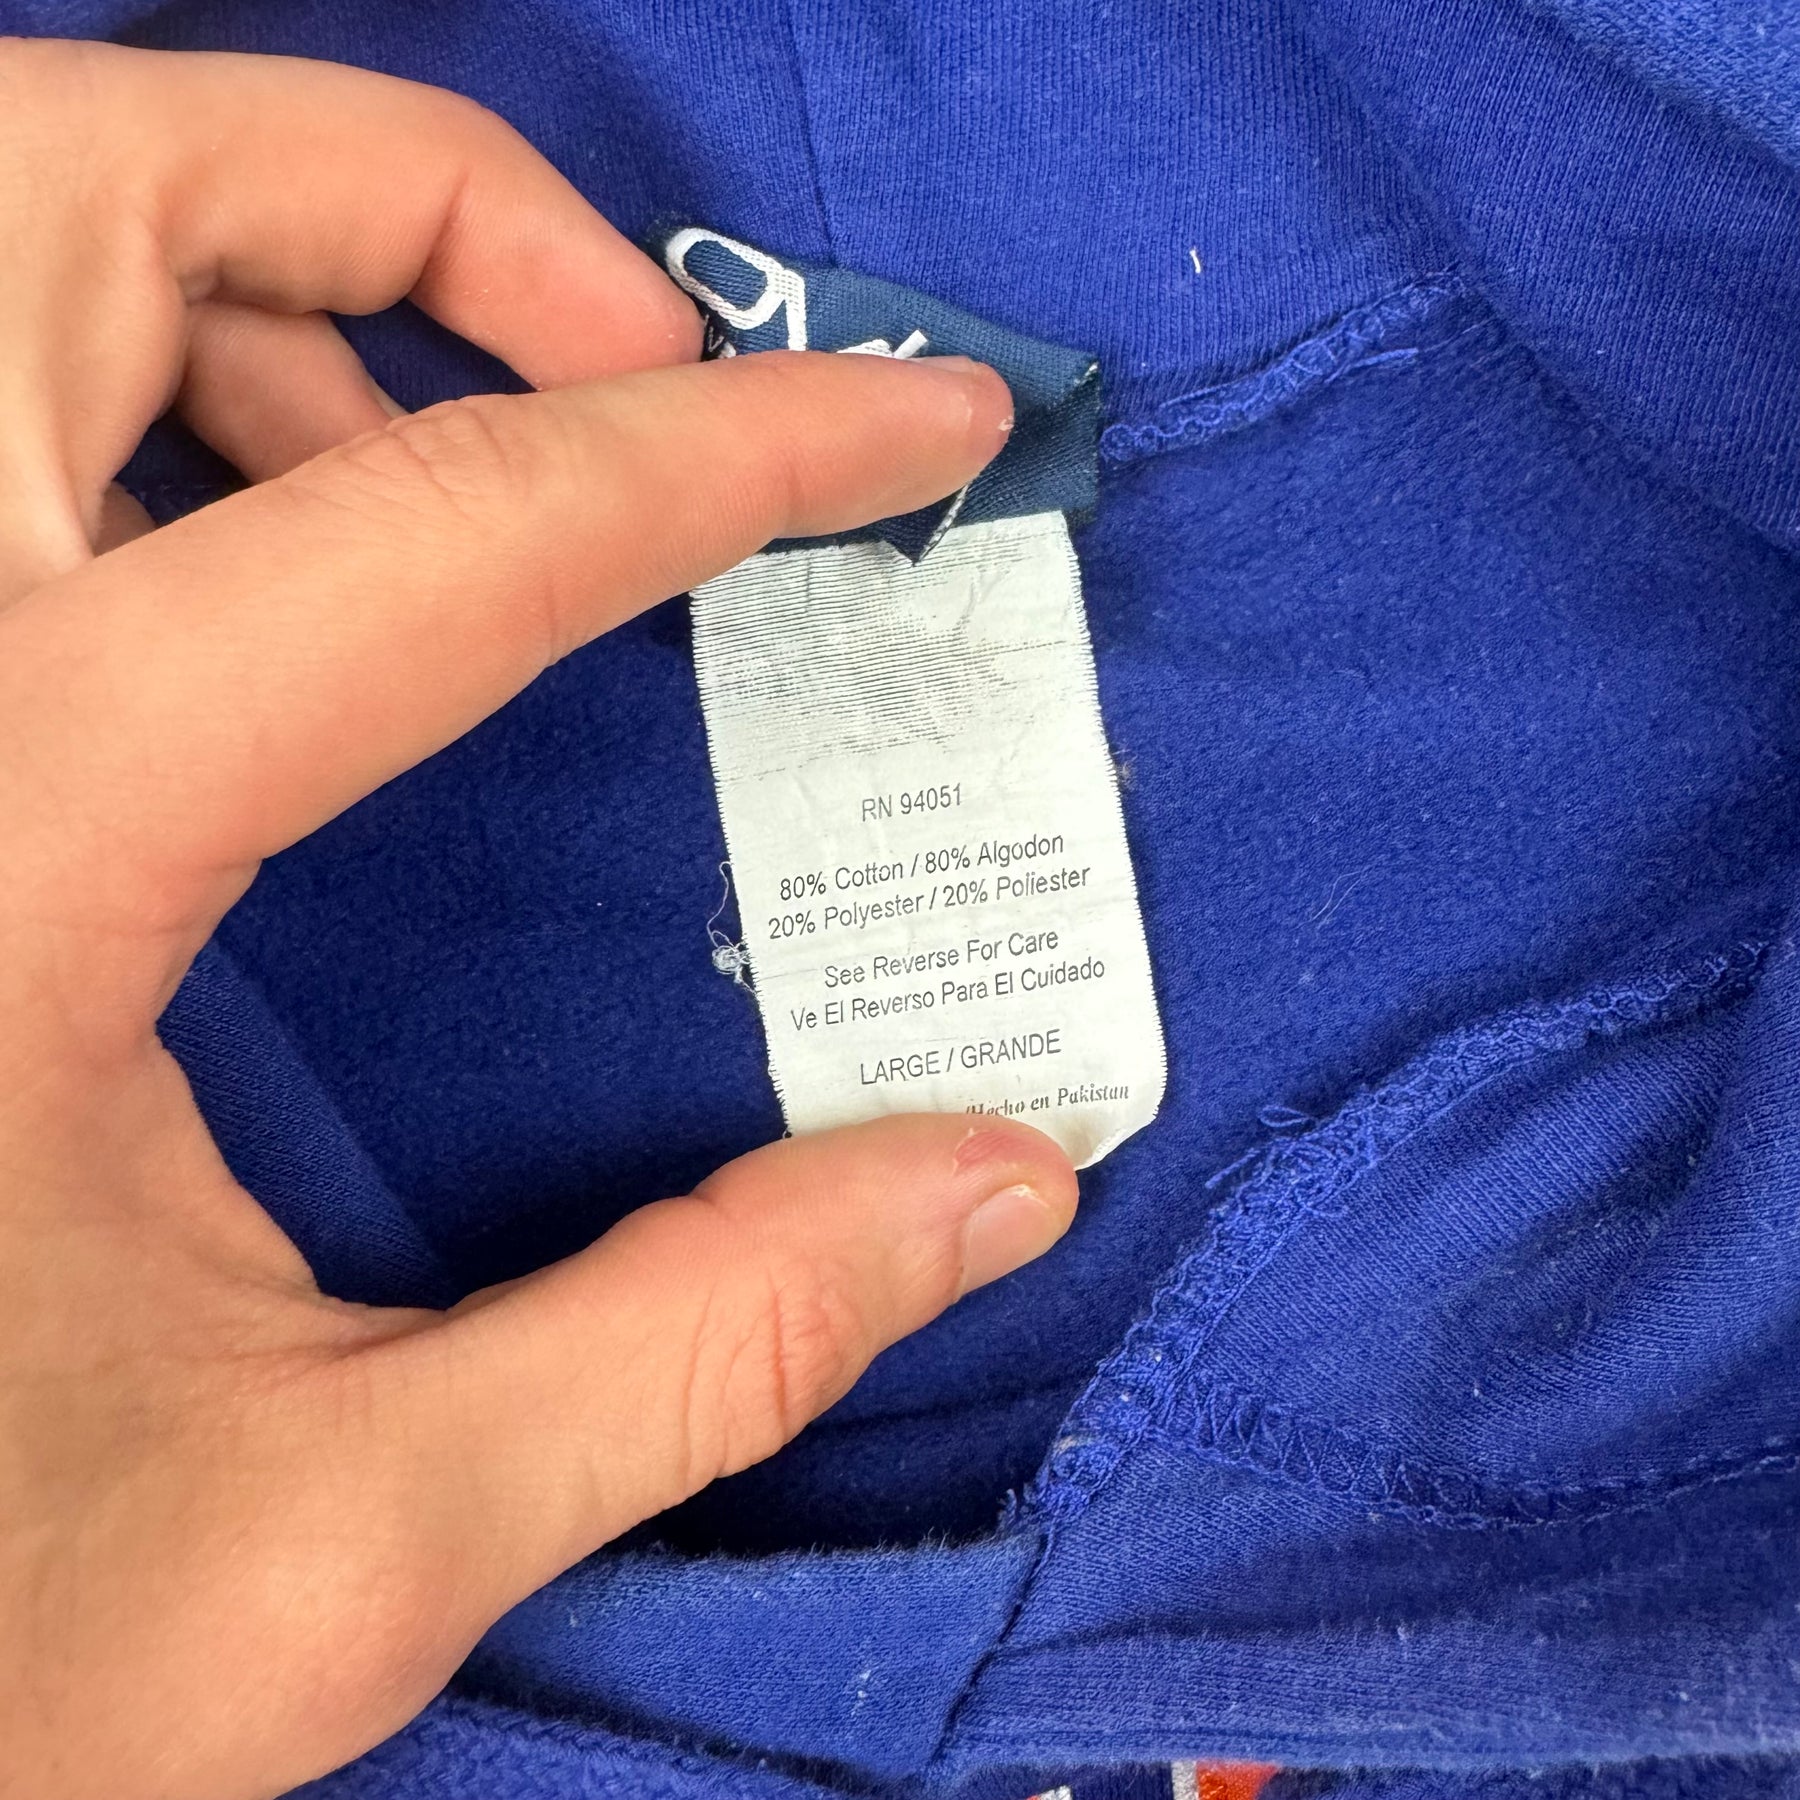 RN 94051
80% Cotton / 80% Algodon
20% Polyester / 20% Poliester
See Reverse For Care
Ve El Reverso Para El Cuidado
LARGE / GRANDE
/Hecho en Pakistan